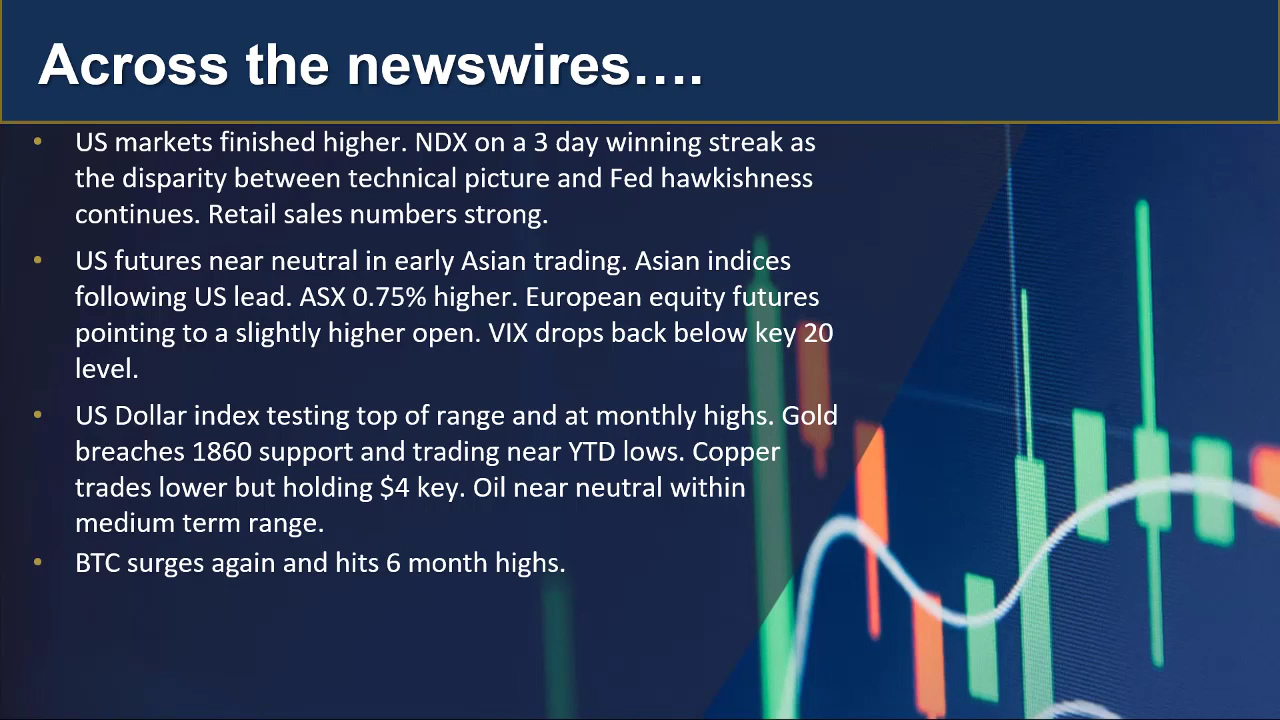 Across the newswires….
• US markets finished higher. NDX on a 3 day winning streak as
the disparity between technical picture and Fed hawkishness
continues. Retail sales numbers strong.
• US futures near neutral in early Asian trading. Asian indices
following US lead. ASX 0.75% higher. European equity futures
pointing to a slightly higher open. VIX drops back below key 20
level.
• US Dollar index testing top of range and at monthly highs. Gold
breaches 1860 support and trading near YTD lows. Copper
trades lower but holding $4 key. Oil near neutral within
medium term range.
• BTC surges again and hits 6 month highs.